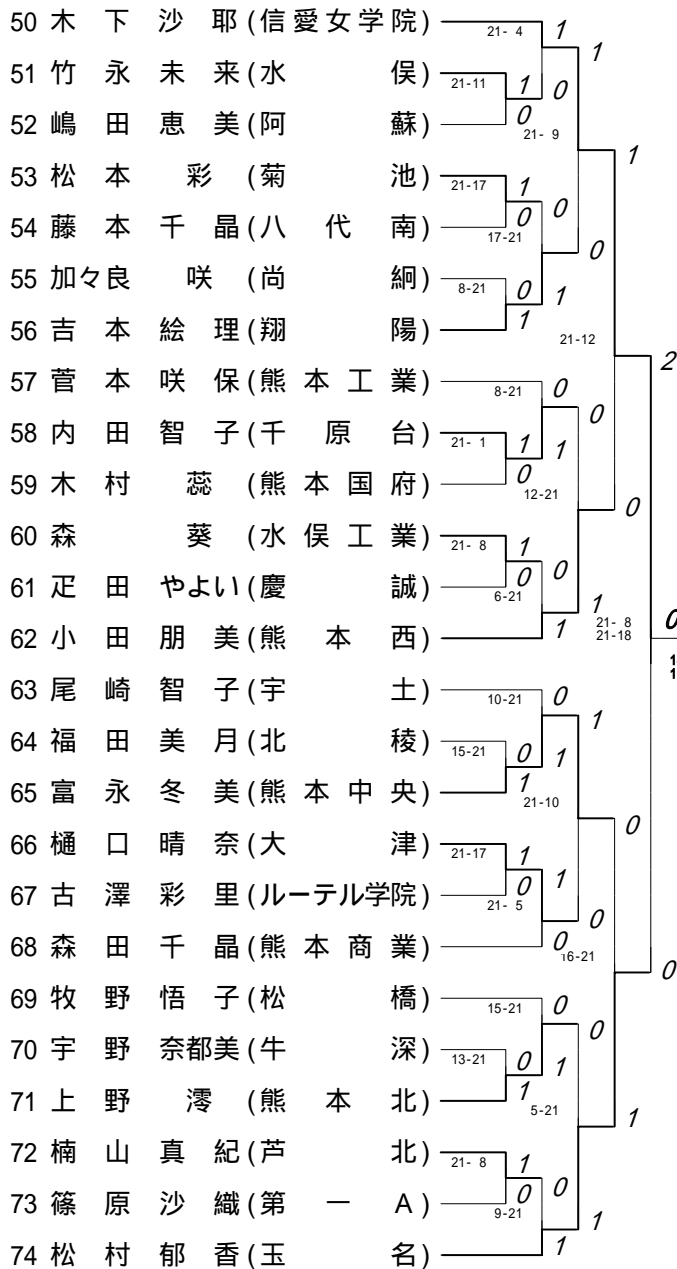 50 木下沙耶(信愛女学院) 21- 4 1 1
51 竹永未来(水俣) 21-11 1 0
52 嶋田恵美(阿蘇) 0 21- 9 1
53 松本彩(菊池) 21-17 1
54 藤本千晶(八代南) 0 0 17-21 0
55 加々良咲(尚絅) 8-21 0 1
56 吉本絵理(翔陽) 1 21-12 2
57 菅本咲保(熊本工業) 8-21 0 0
58 内田智子(千原台) 21- 1 1 1
59 木村蕊(熊本国府) 0 12-21 0
60 森葵(水俣工業) 21- 8 1
61 疋田やよい(慶誠) 0 0 6-21 1
62 小田朋美(熊本西) 1 21- 8 21-18 0
63 尾崎智子(宇土) 10-21 0 1
64 福田美月(北稜) 15-21 0 1
65 富永冬美(熊本中央) 1 21-10 0
66 樋口晴奈(大津) 21-17 1 1
67 古澤彩里(ルーテル学院) 0 21- 5 0
68 森田千晶(熊本商業) 0 16-21 0
69 牧野悟子(松橋) 15-21 0 0
70 宇野奈都美(牛深) 13-21 0 1
71 上野澪(熊本北) 1 5-21 1
72 楠山真紀(芦北) 21- 8 1
73 篠原沙織(第一A) 0 0 9-21 1
74 松村郁香(玉名) 1